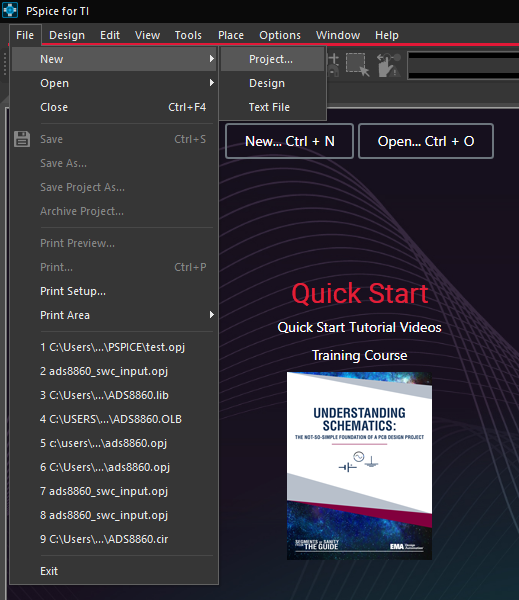 PSpice for TI
File Design Edit View Tools Place Options Window Help
New
Project...
Open
Design
Close Ctrl+F4
Text File
New... Ctrl + N
Open... Ctrl + O
Save Ctrl+S
Save As...
Save Project As...
Archive Project...
Print Preview...
Print... Ctrl+P
Print Setup...
Print Area
1 C:\Users\...\PSPICE\test.opj
2 ads8860_swc_input.opj
3 C:\Users\...\ADS8860.lib
4 C:\USERS\...\ADS8860.OLB
5 c:\users\...\ads8860.opj
6 C:\Users\...\ads8860.opj
7 ads8860_swc_input.opj
8 ads8860_swc_input.opj
9 C:\Users\...\ADS8860.cir
Exit
Quick Start
Quick Start Tutorial Videos
Training Course
UNDERSTANDING
SCHEMATICS:
THE NOT-SO-SIMPLE FOUNDATION OF A PCB DESIGN PROJECT
SEGMENTS OF SANITY
FROM THE GUIDE
EMA Design Automation